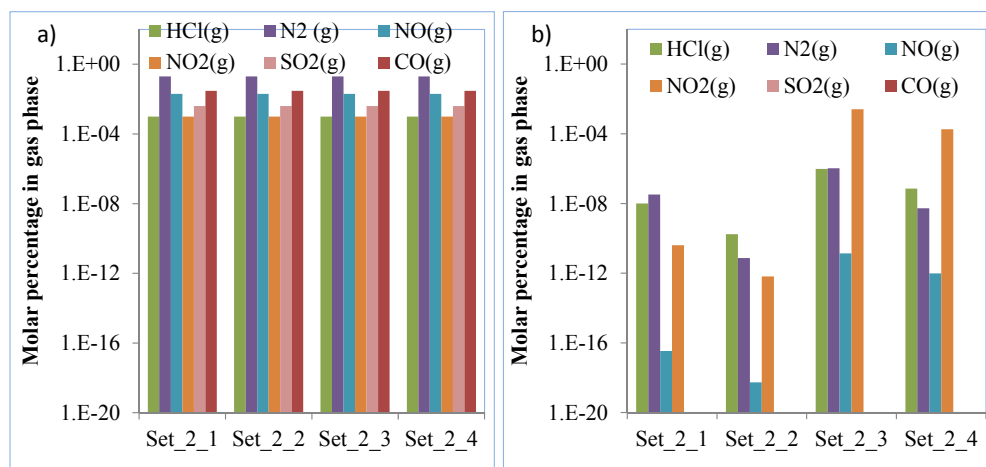 a)
HCl(g) N2 (g) NO(g)
NO2(g) SO2(g) CO(g)
Molar percentage in gas phase
1.E+00
1.E-04
1.E-08
1.E-12
1.E-16
1.E-20
Set_2_1 Set_2_2 Set_2_3 Set_2_4
b)
HCl(g) N2(g) NO(g)
NO2(g) SO2(g) CO(g)
Molar percentage in gas phase
1.E+00
1.E-04
1.E-08
1.E-12
1.E-16
1.E-20
Set_2_1 Set_2_2 Set_2_3 Set_2_4